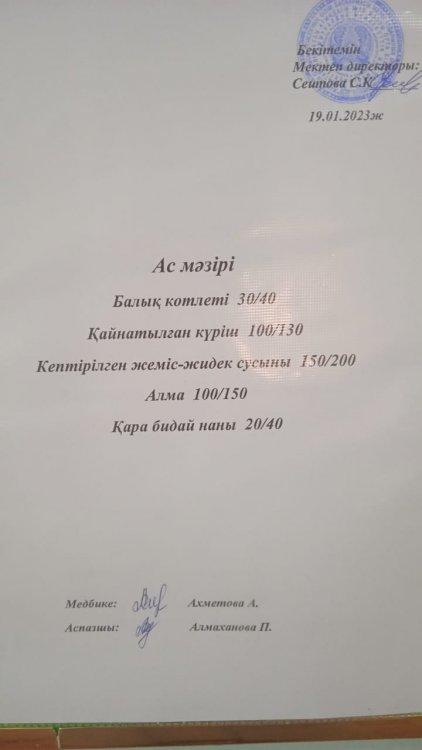 Бекітемін
Мектеп директоры:
Сештова С.К
19.01.2023ж
Ас мәзірі
Балық котлеті 30/40
Қайнатылған күріш 100/130
Кептірілген жеміс-жидек сусыны 150/200
Алма 100/150
Қара бидай наны 20/40
Медбике: Ахметова А.
Аспазшы: Алмаханова П.